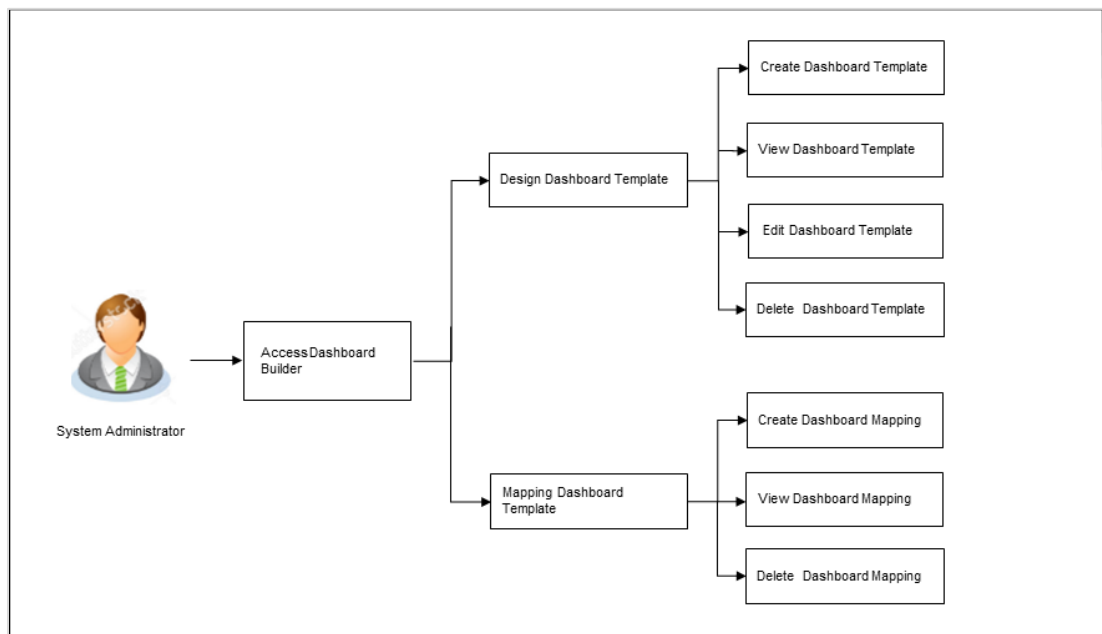 Create Dashboard Template
View Dashboard Template
Design Dashboard Template
Edit Dashboard Template
Delete Dashboard Template
Access Dashboard
Builder
System Administrator
Create Dashboard Mapping
Mapping Dashboard
Template
View Dashboard Mapping
Delete Dashboard Mapping